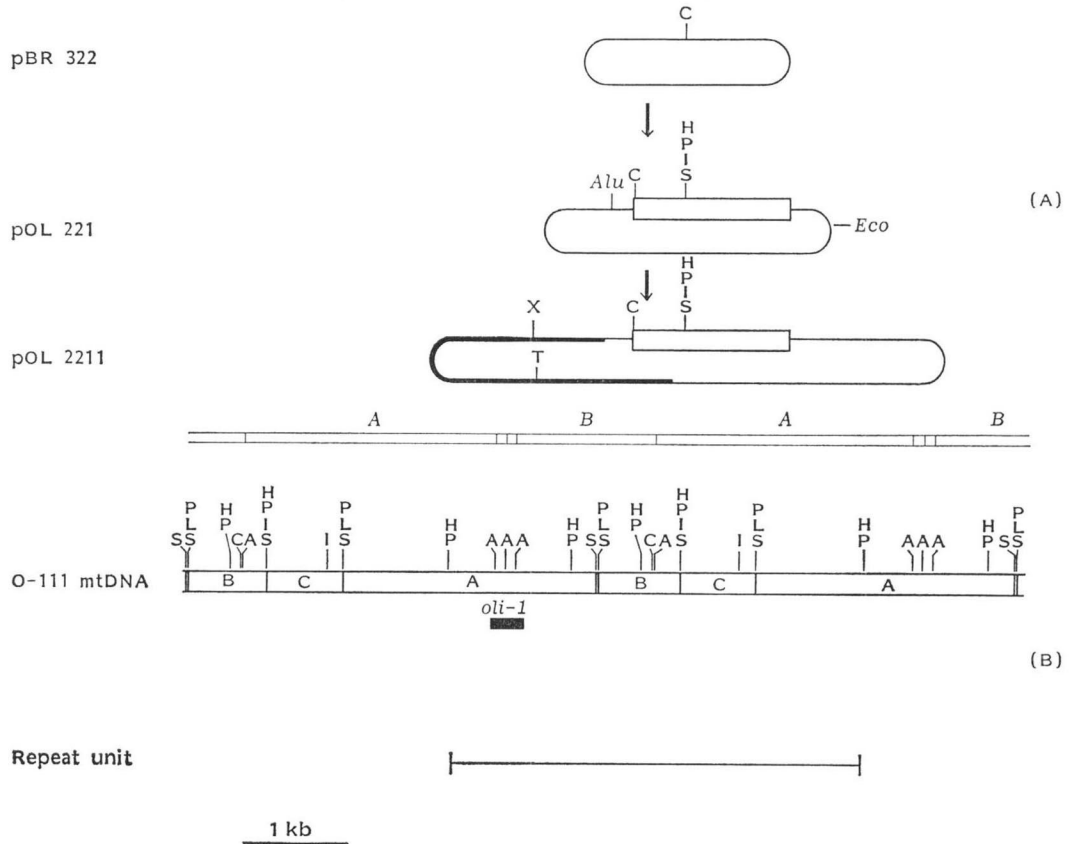 C
pBR 322
H
P
I
Alu C S
(A)
pOL 221
Eco
H
P
I
X C S
pOL 2211
T
A B A B
P H H P H P P
L H P L H P L H P L H L
S S P C A I S I S P A A A P S S P C A I S I S P A A A P S S
O-111 mtDNA
B C A B C A
oli-1
(B)
Repeat unit
1 kb